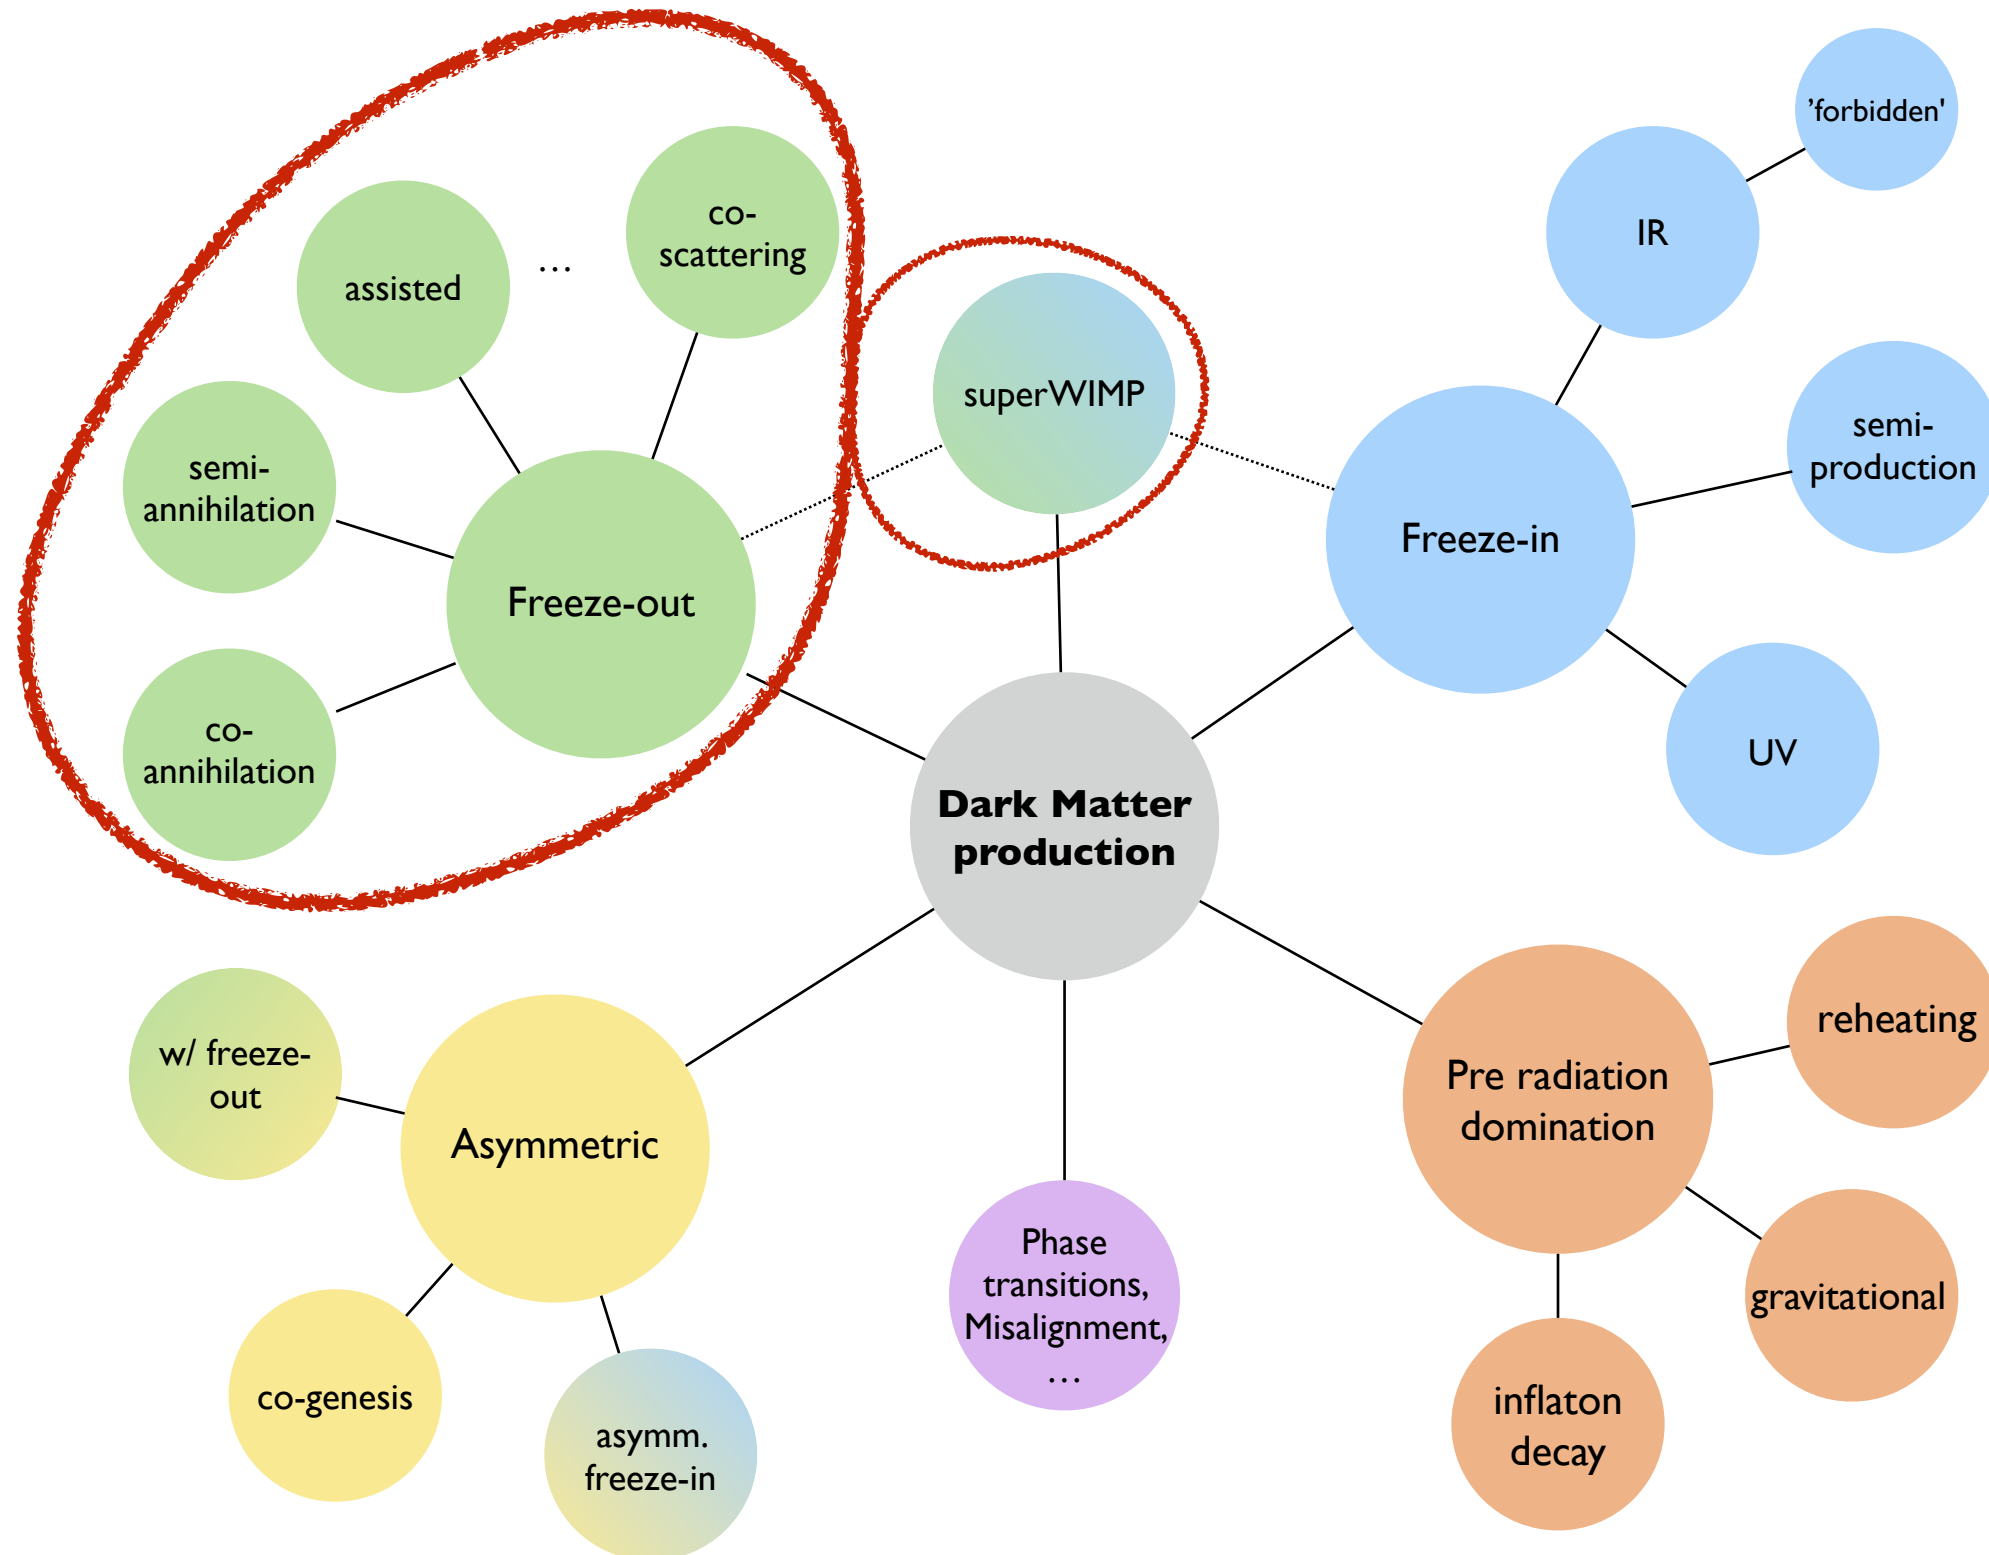 ’forbidden'
IR
co-
scattering
…
assisted
superWIMP
semi-
production
semi-
annihilation
Freeze-in
Freeze-out
co-
annihilation
UV
Dark Matter
production
reheating
w/ freeze-
out
Pre radiation
domination
Asymmetric
Phase
transitions,
Misalignment,
…
gravitational
co-genesis
inflaton
decay
asymm.
freeze-in